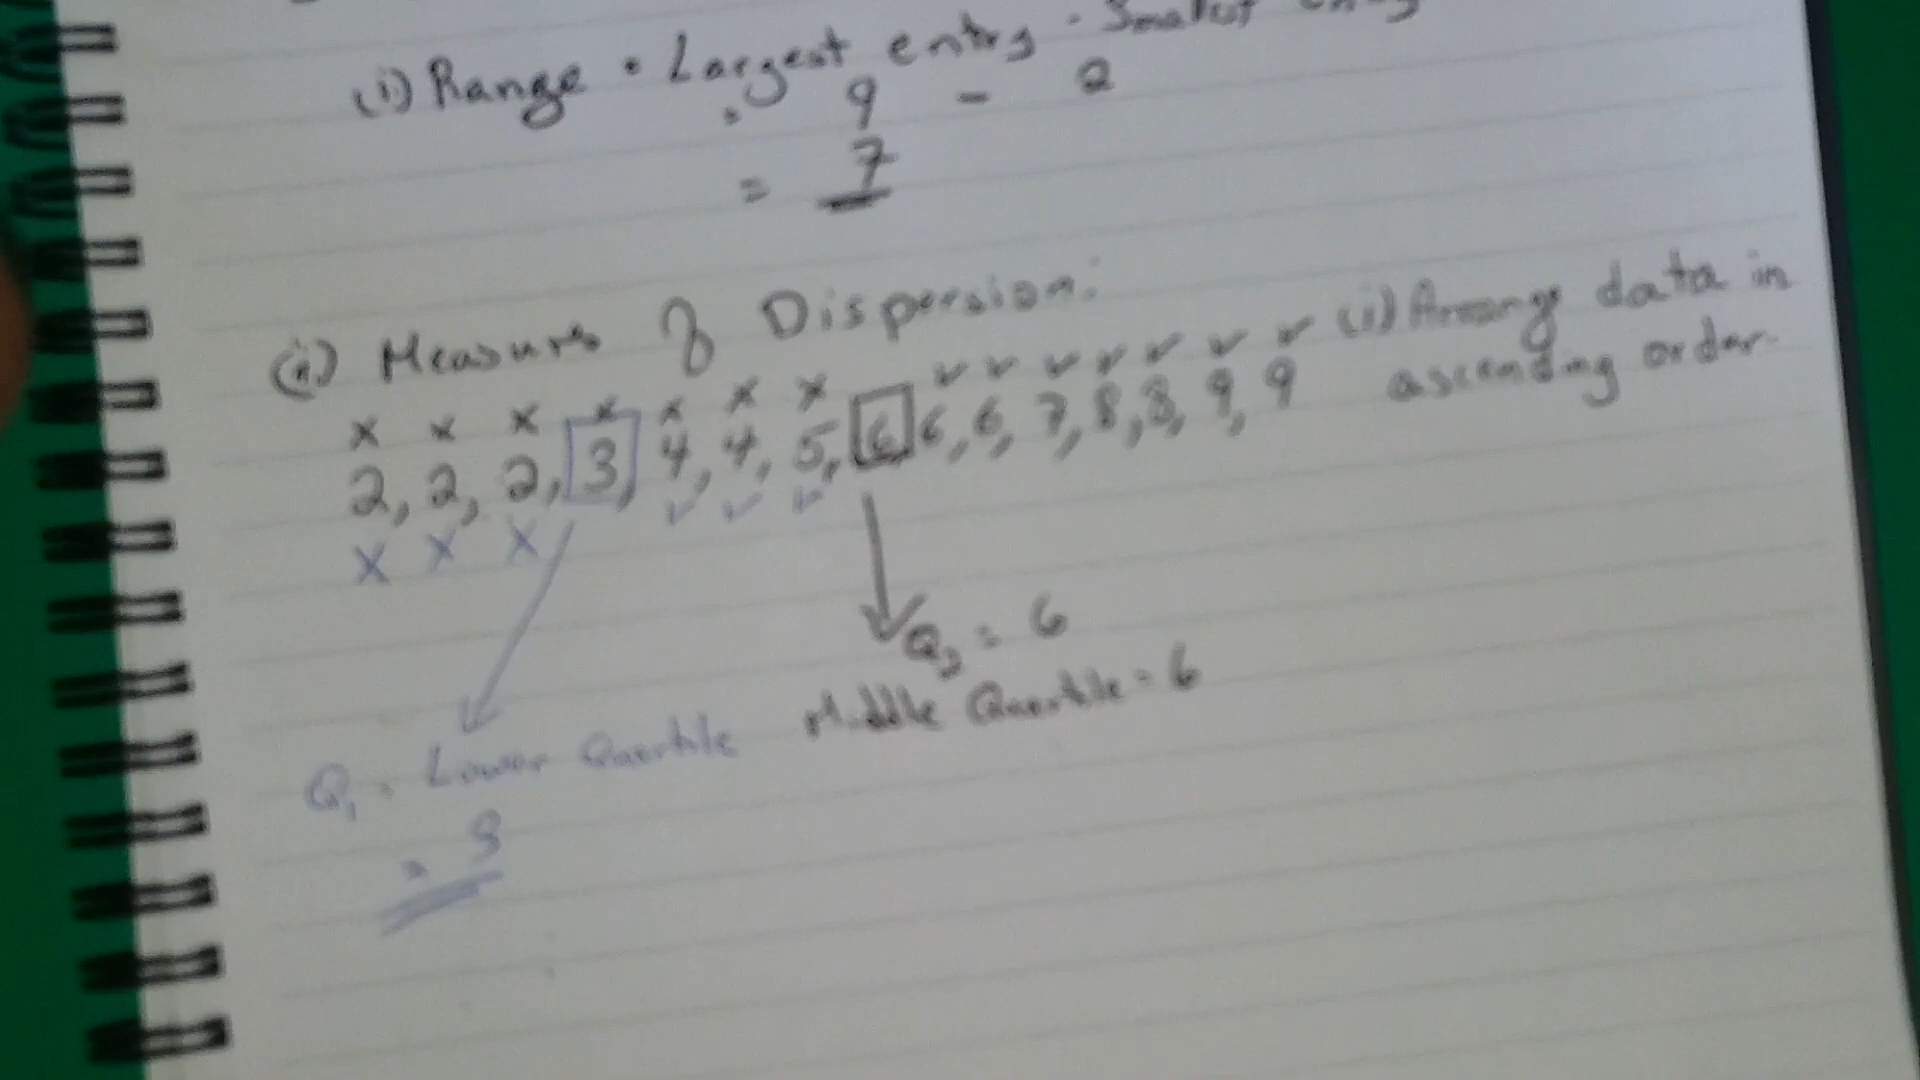 (i) Range = Largest entry - Smallest
= 9 - 2
= 7
(ii) Measure of Dispersion:
(i) Arrange data in
ascending order.
x x x x x x x ✓ ✓ ✓ ✓ ✓ ✓ ✓
2, 2, 2, 3, 4, 4, 5, 6, 6, 6, 7, 8, 8, 9, 9
x x x ✓ ✓ ✓
Q2 = 6
Middle Quartile = 6
Q1 = Lower Quartile
= 3